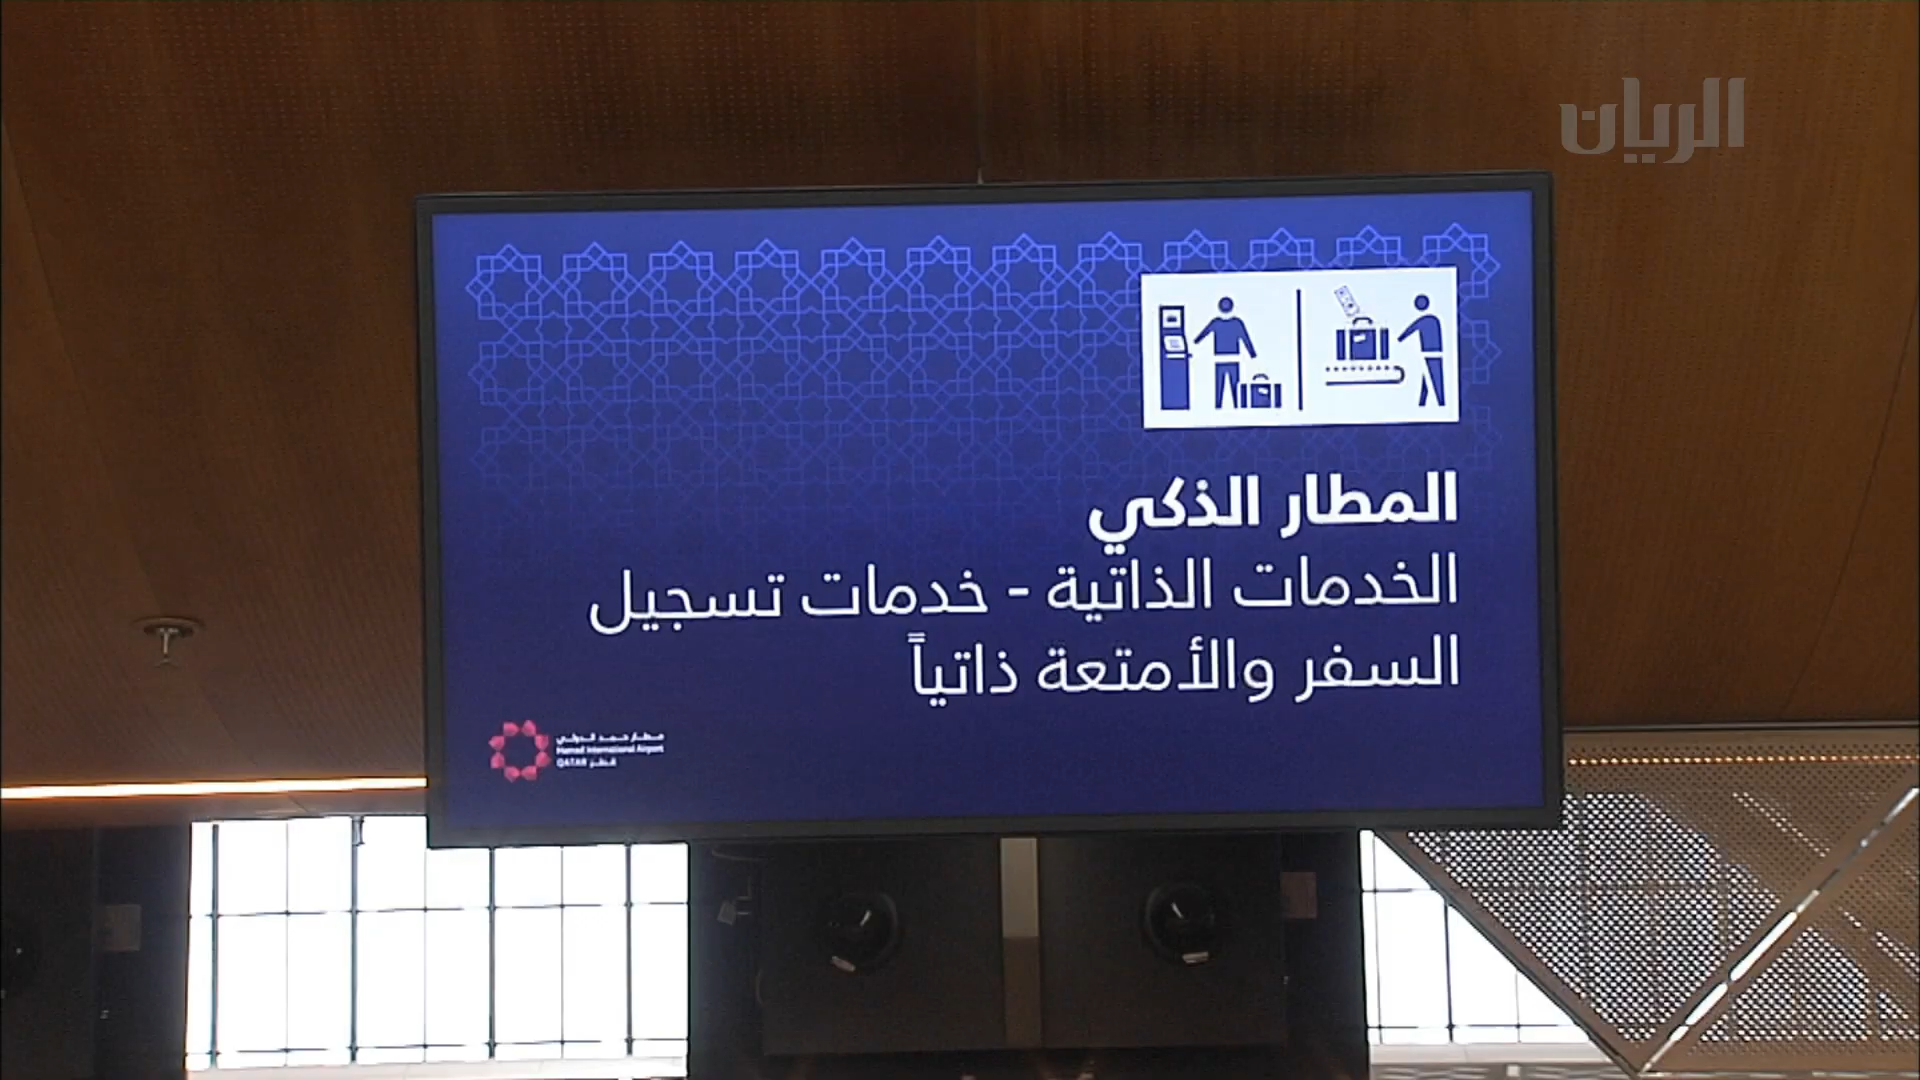 الريان
المطار الذكي
الخدمات الذاتية - خدمات تسجيل
السفر والأمتعة ذاتياً
مطار حمد الدولي
Hamad International Airport
QATAR قطر